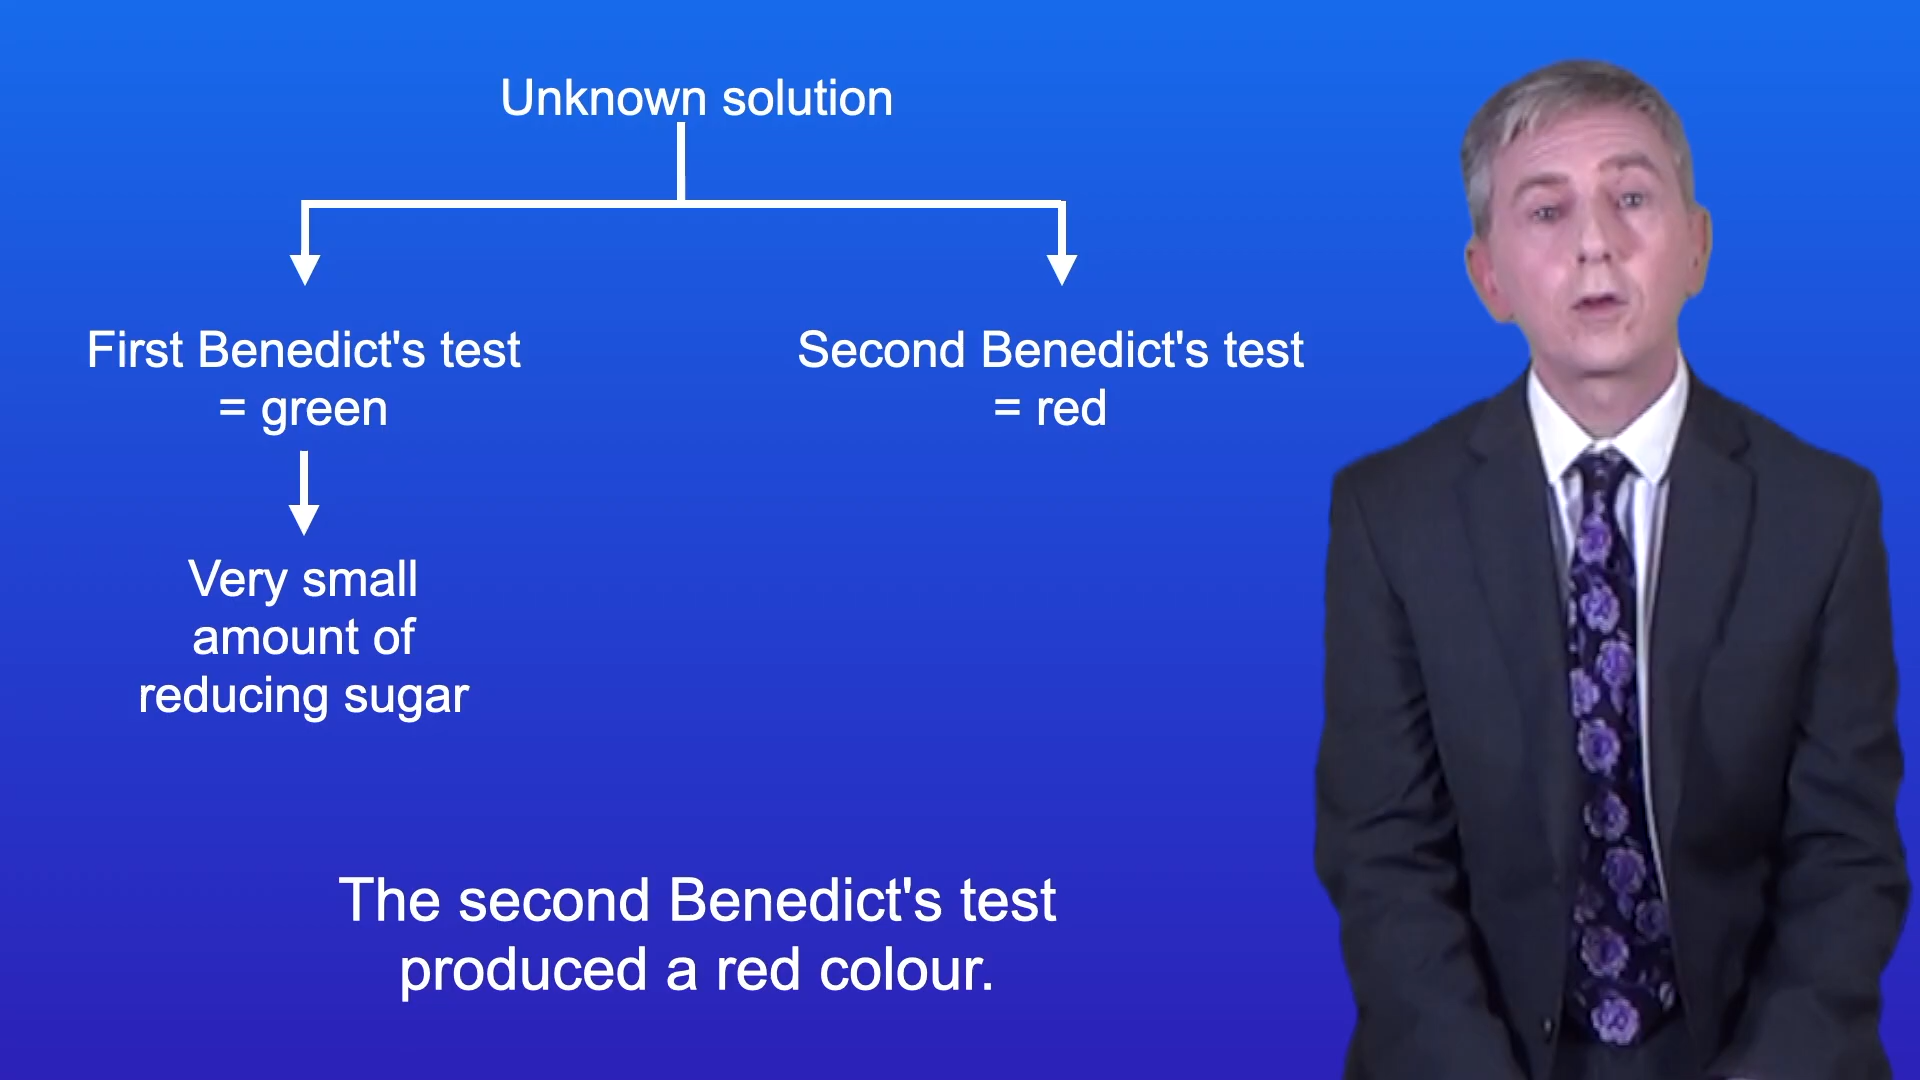 Unknown solution
First Benedict's test
= green
Second Benedict's test
= red
Very small
amount of
reducing sugar
The second Benedict's test
produced a red colour.